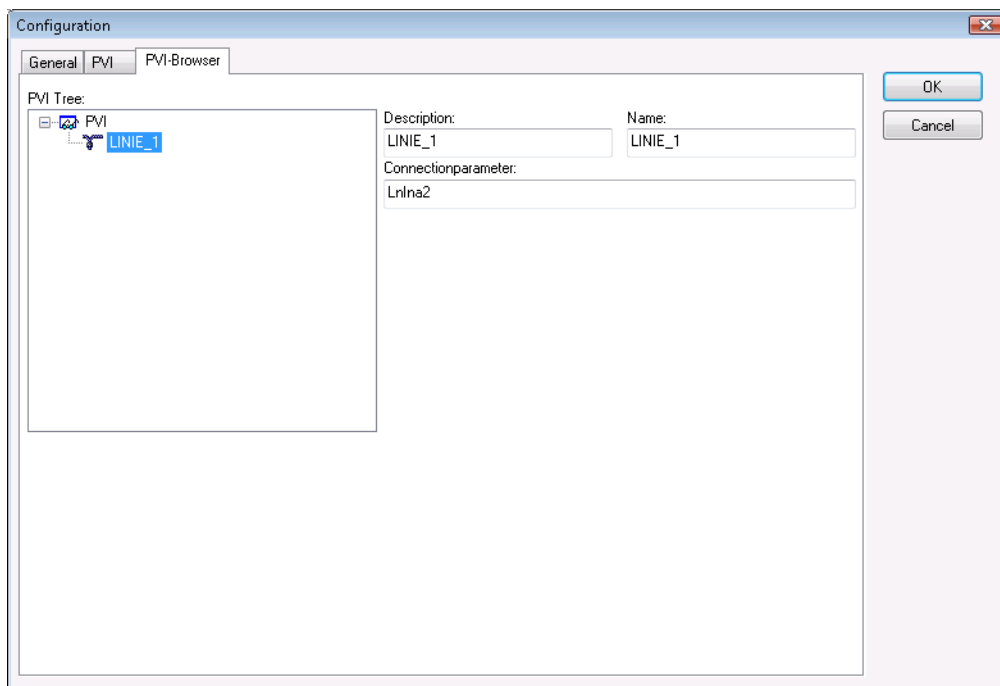 Configuration
General PVI PVI-Browser
OK
Cancel
PVI Tree:
PVI
LINIE_1
Description: Name:
LINIE_1 LINIE_1
Connectionparameter:
LnIna2